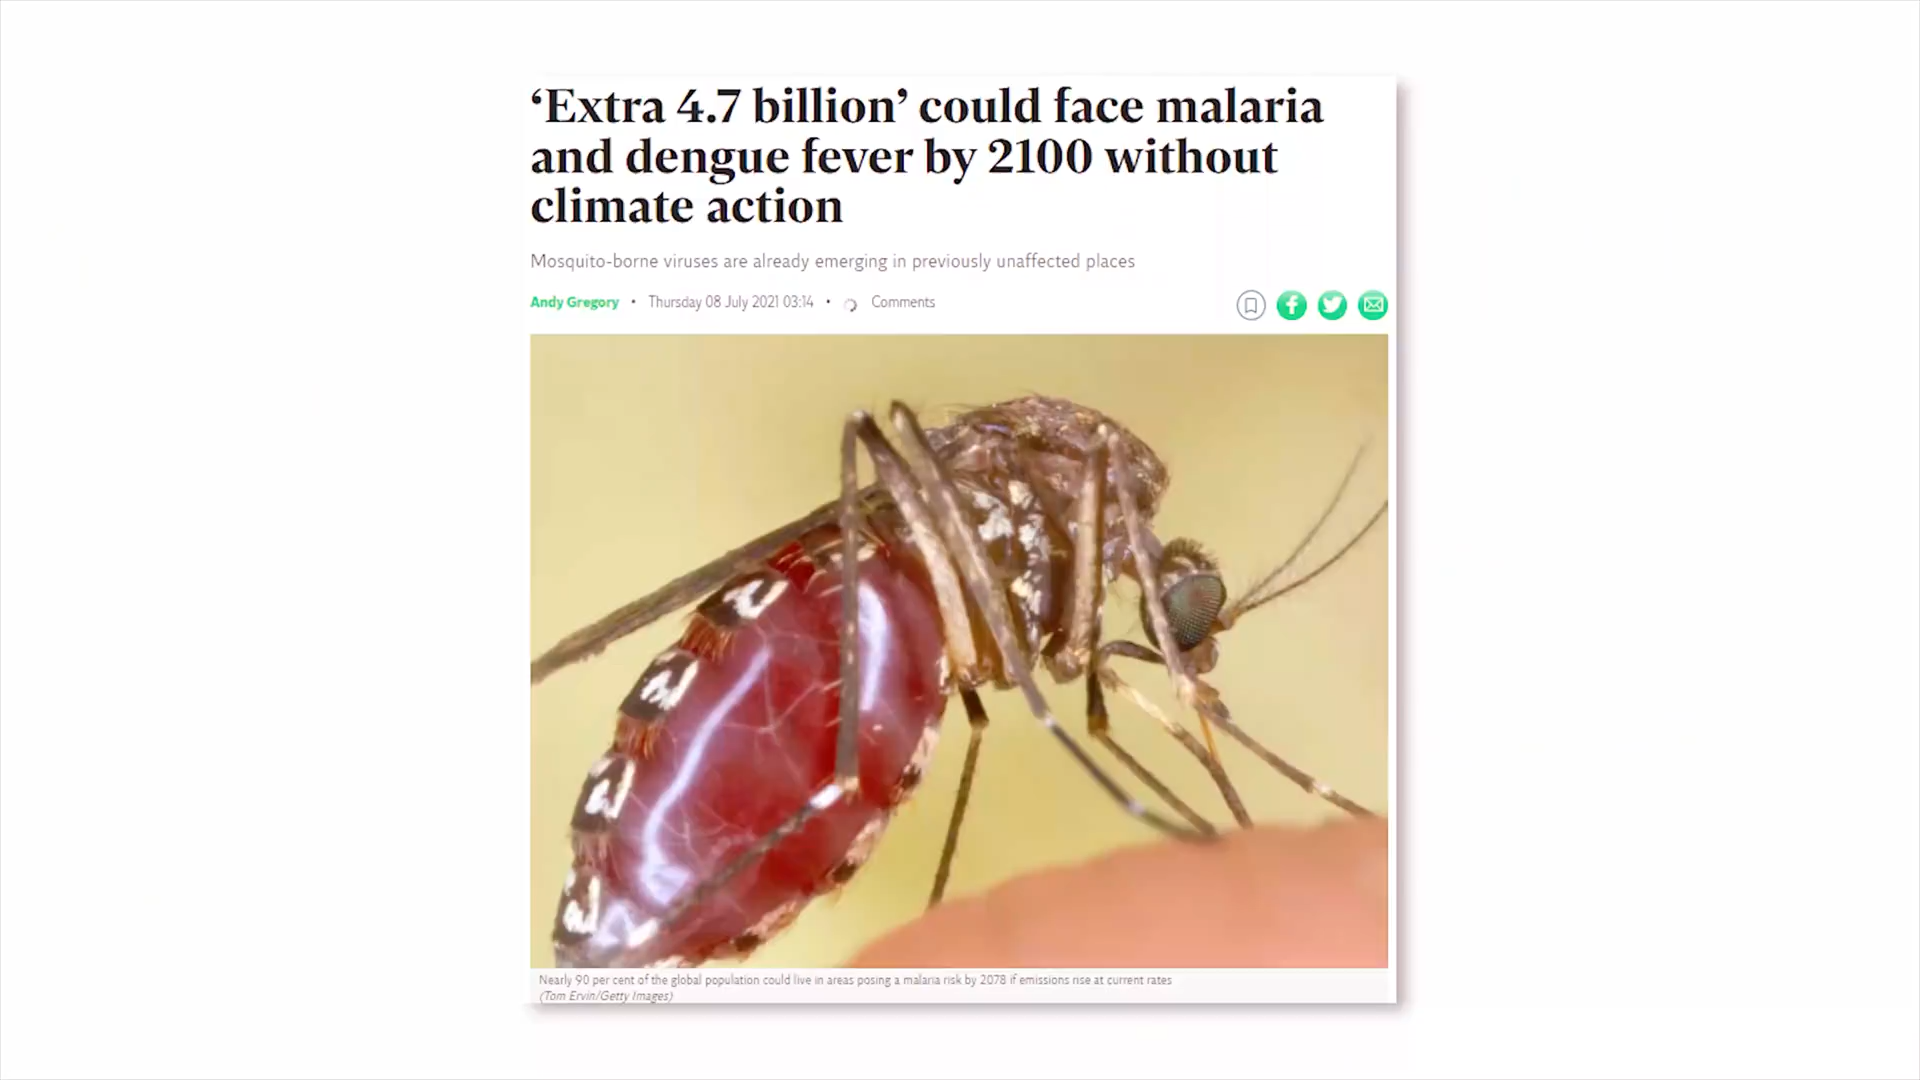 ‘Extra 4.7 billion’ could face malaria
and dengue fever by 2100 without
climate action
Mosquito-borne viruses are already emerging in previously unaffected places
Andy Gregory • Thursday 08 July 2021 03:14 • Comments
Nearly 90 per cent of the global population could live in areas posing a malaria risk by 2078 if emissions rise at current rates
(Tom Ervin/Getty Images)